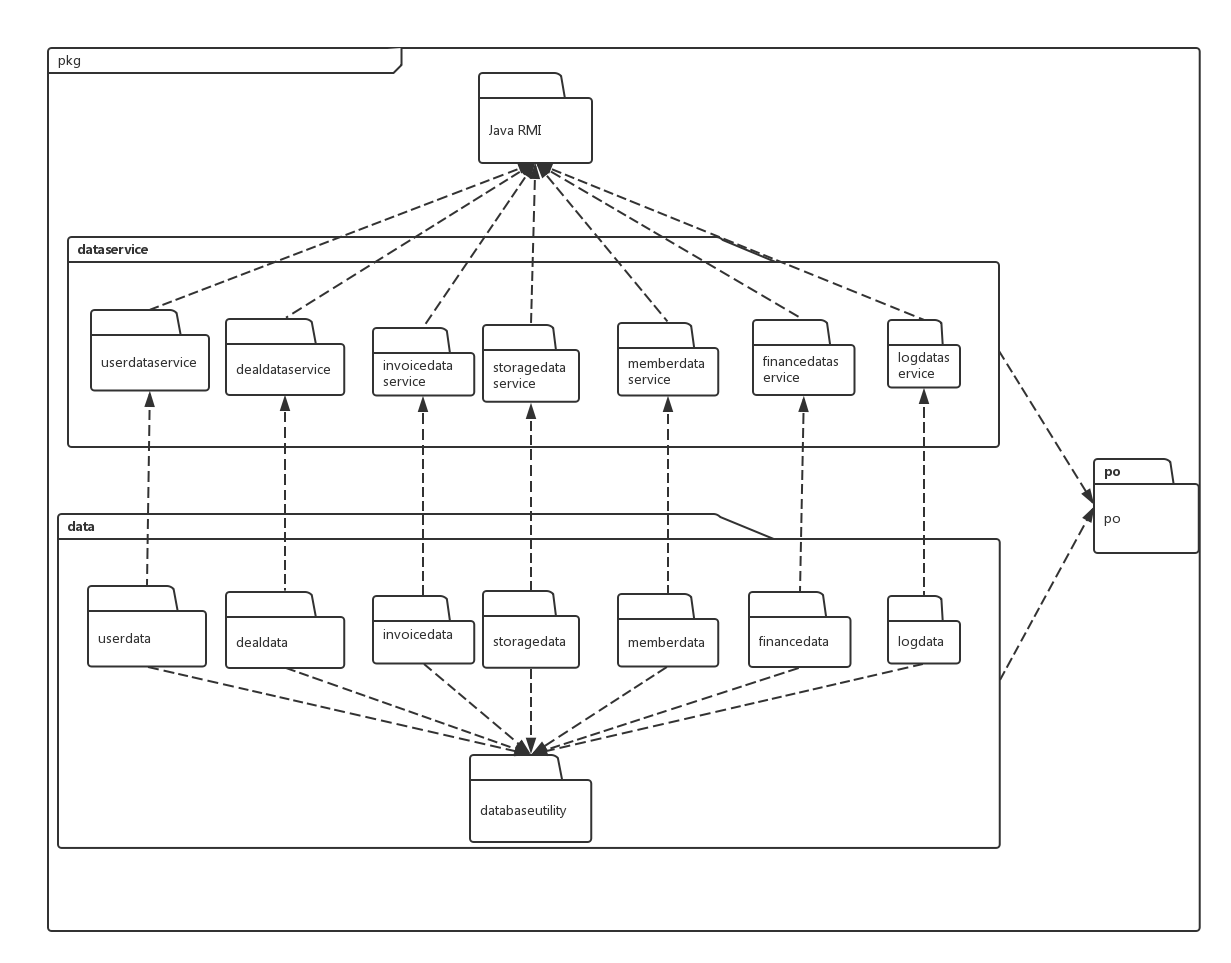 pkg
Java RMI
dataservice
userdataservice
dealdataservice
invoicedata
service
storagedata
service
memberdata
service
financedatas
ervice
logdatas
ervice
po
po
data
userdata
dealdata
invoicedata
storagedata
memberdata
financedata
logdata
databaseutility